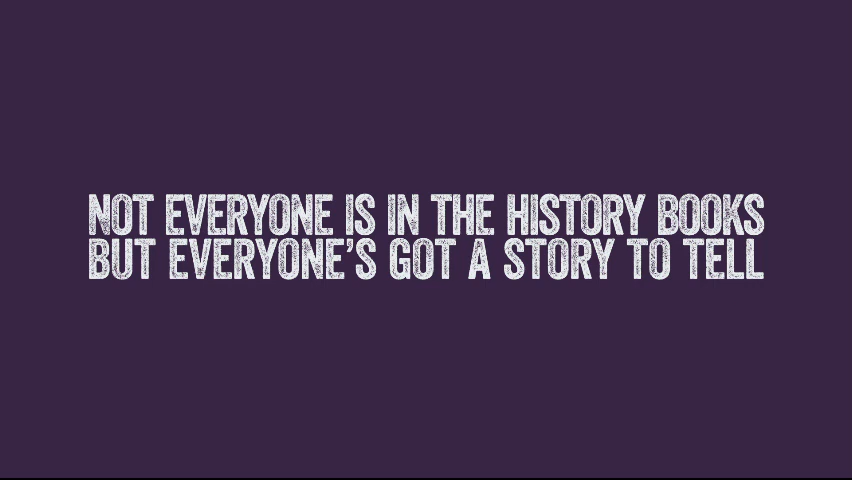 NOT EVERYONE IS IN THE HISTORY BOOKS
BUT EVERYONE'S GOT A STORY TO TELL